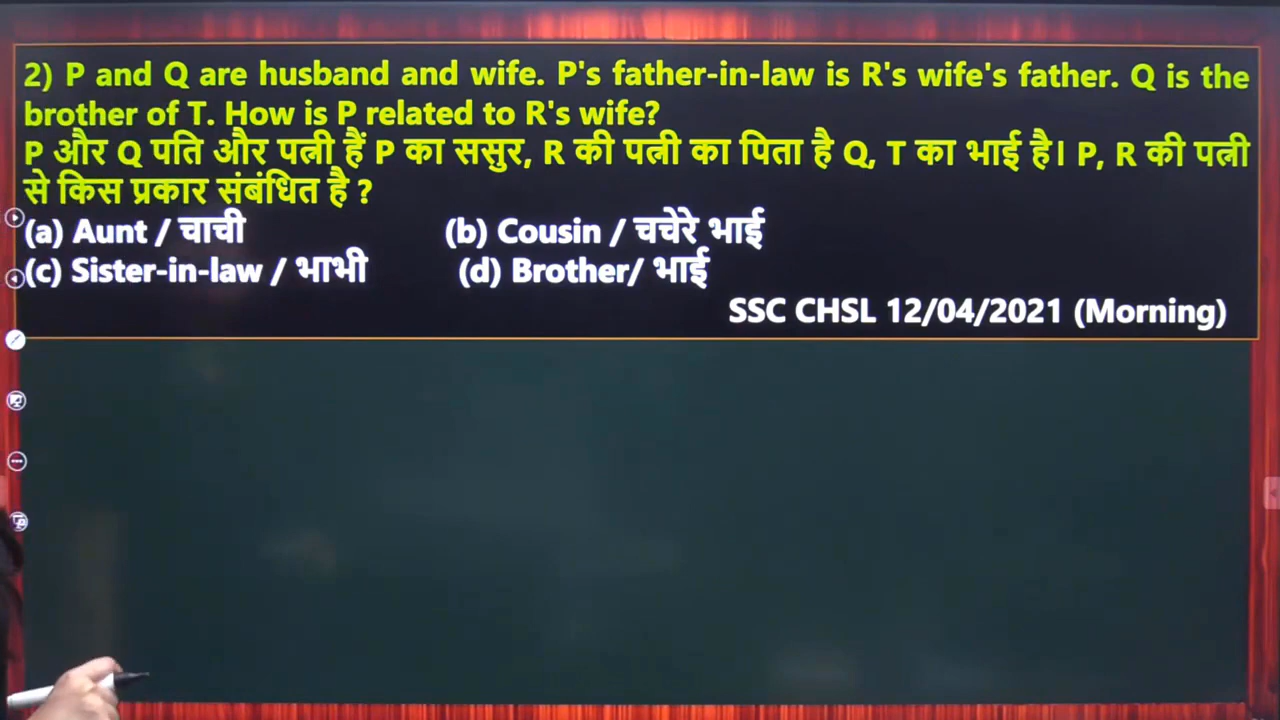 2) P and Q are husband and wife. P's father-in-law is R's wife's father. Q is the
brother of T. How is P related to R's wife?
P और Q पति और पत्नी हैं P का ससुर, R की पत्नी का पिता है Q, T का भाई है। P, R की पत्नी
से किस प्रकार संबंधित है ?
(a) Aunt / चाची (b) Cousin / चचेरे भाई
(c) Sister-in-law / भाभी (d) Brother/ भाई
SSC CHSL 12/04/2021 (Morning)